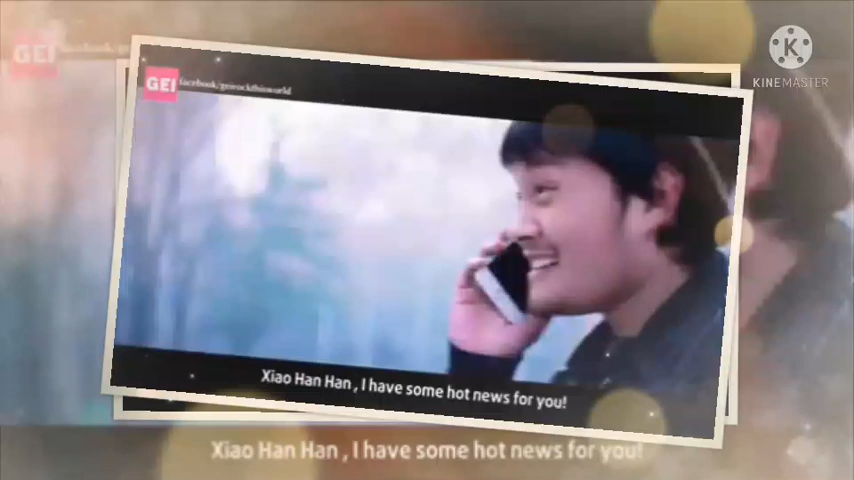 GEI facebook/geirockthisworld
KINEMASTER
Xiao Han Han , I have some hot news for you!
Xiao Han Han , I have some hot news for you!